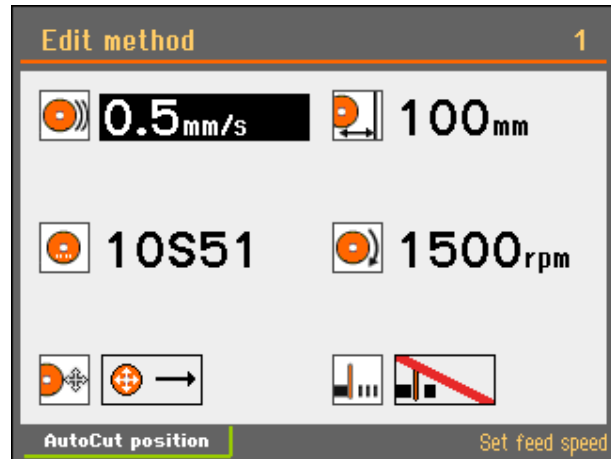 Edit method 1
0.5mm/s 100mm
10S51 1500rpm
AutoCut position Set feed speed